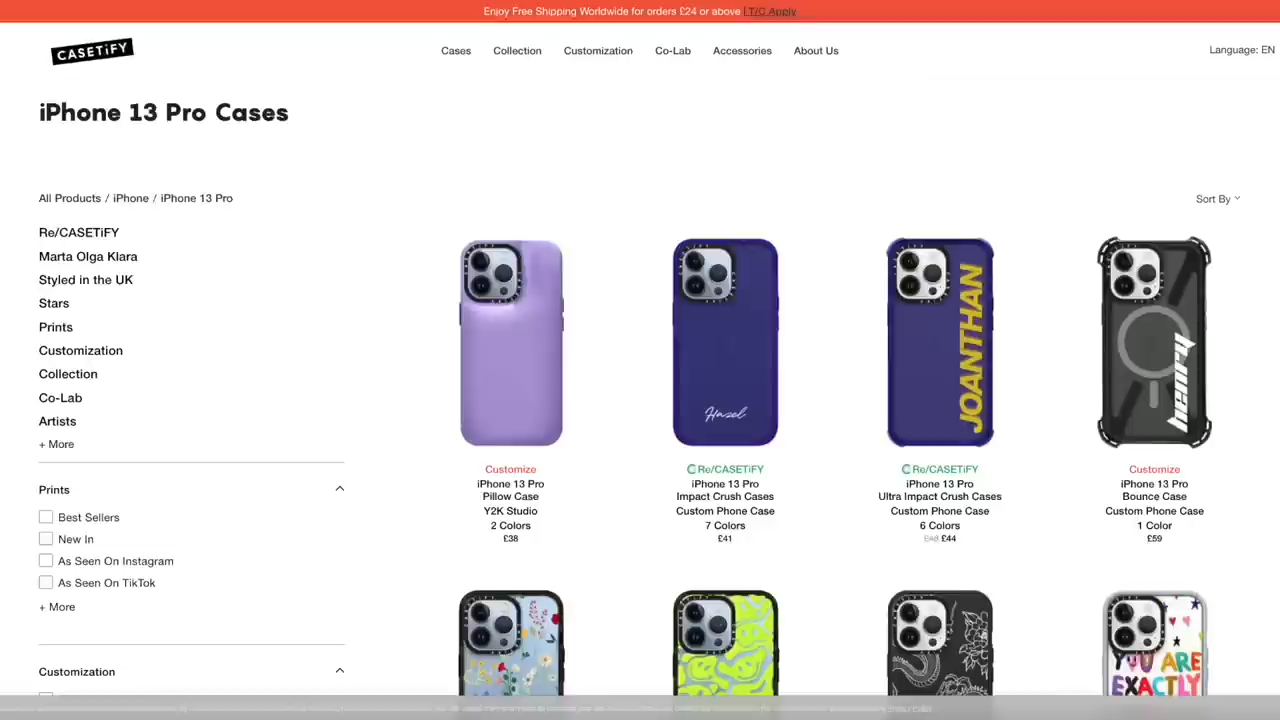 Enjoy Free Shipping Worldwide for orders £24 or above | T/C Apply
CASETiFY
Cases
Collection
Customization
Co-Lab
Accessories
About Us
Language: EN
iPhone 13 Pro Cases
All Products / iPhone / iPhone 13 Pro
Sort By
Re/CASETiFY
Marta Olga Klara
Styled in the UK
Stars
Prints
Customization
Collection
Co-Lab
Artists
+ More
Prints
Best Sellers
New In
As Seen On Instagram
As Seen On TikTok
+ More
Customization
Customize
iPhone 13 Pro
Pillow Case
Y2K Studio
2 Colors
£38
Hazel
Re/CASETiFY
iPhone 13 Pro
Impact Crush Cases
Custom Phone Case
7 Colors
£41
JOANTHAN
Re/CASETiFY
iPhone 13 Pro
Ultra Impact Crush Cases
Custom Phone Case
6 Colors
£44
HENRY
Customize
iPhone 13 Pro
Bounce Case
Custom Phone Case
1 Color
£59
YOU ARE
EXACTLY